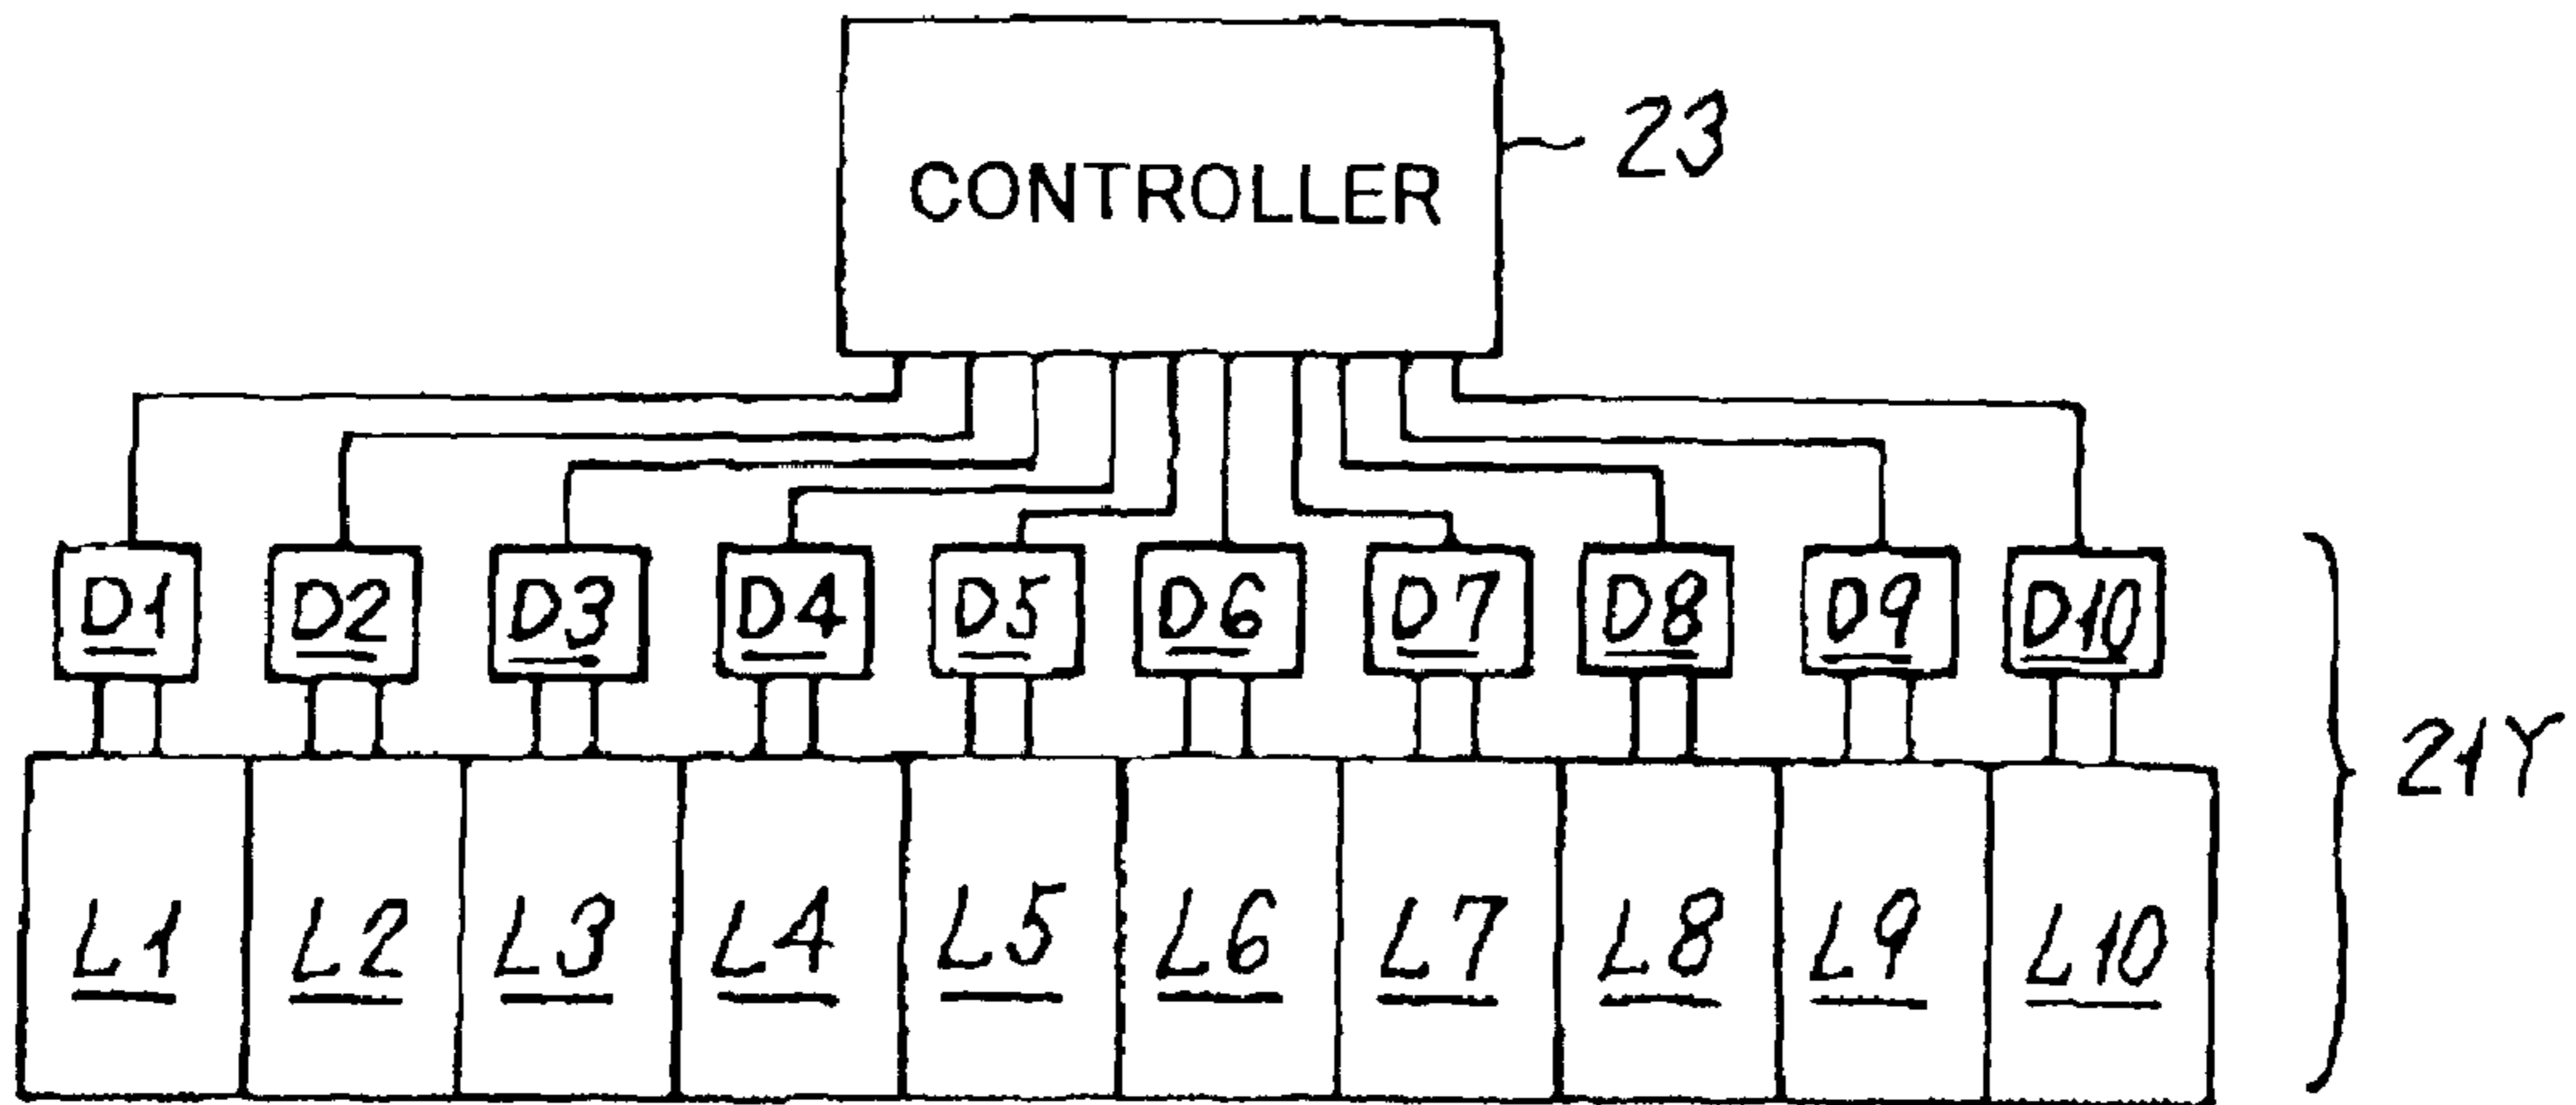 CONTROLLER
23
D1 D2 D3 D4 D5 D6 D7 D8 D9 D10
21Y
L1 L2 L3 L4 L5 L6 L7 L8 L9 L10